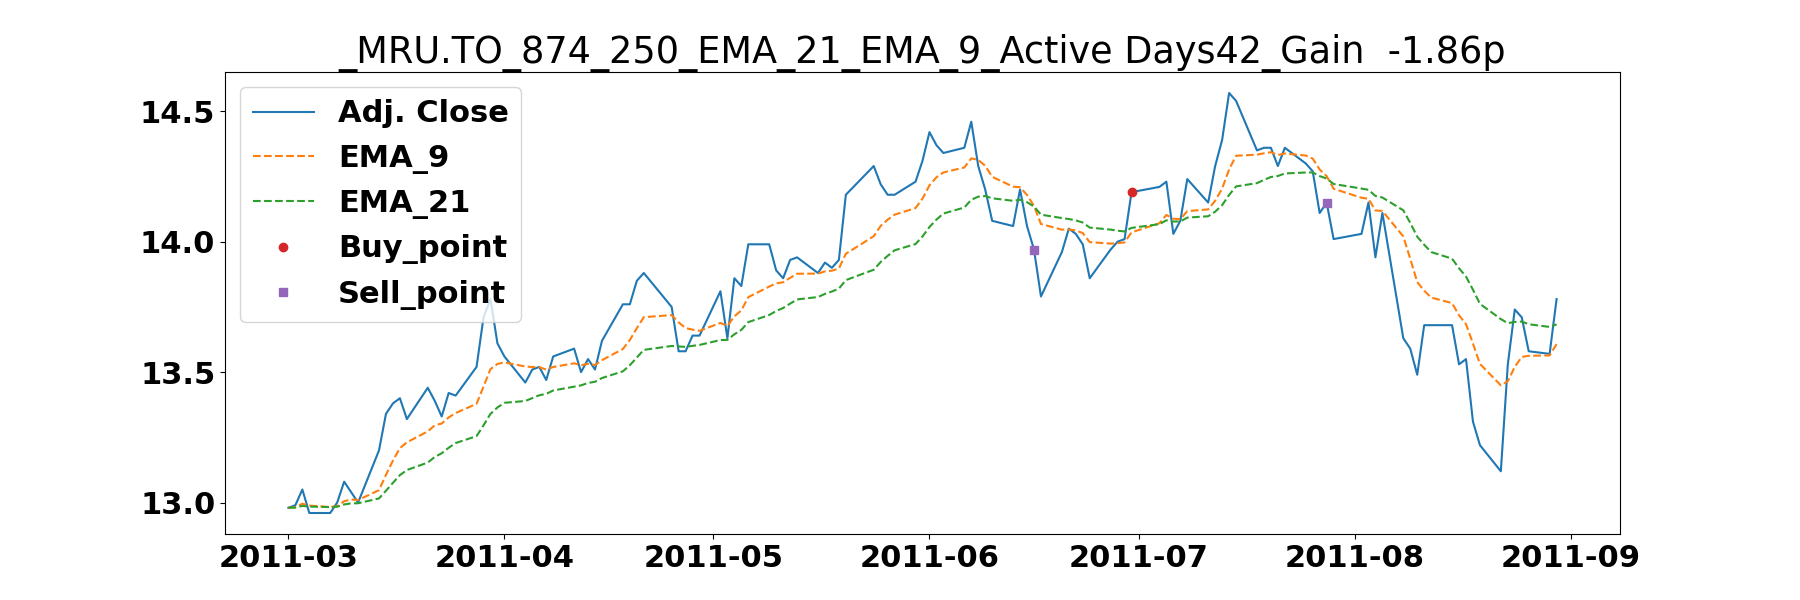 _MRU.TO_874_250_EMA_21_EMA_9_Active Days42_Gain  -1.86p
Adj. Close
EMA_9
EMA_21
Buy_point
Sell_point
14.5
14.0
13.5
13.0
2011-03 2011-04 2011-05 2011-06 2011-07 2011-08 2011-09